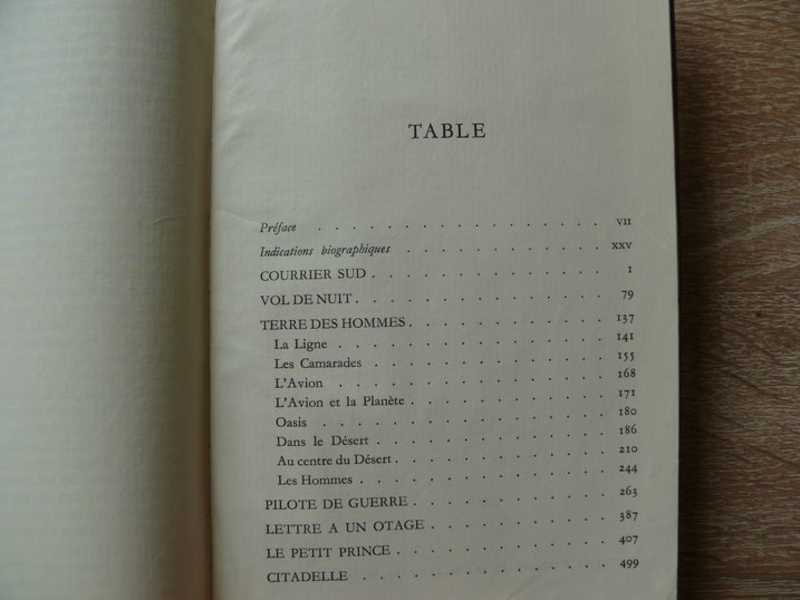 TABLE
Préface . . . . . . . . . . . . . . . . VII
Indications biographiques . . . . . . . . . . . XXV
COURRIER SUD . . . . . . . . . . . . . 1
VOL DE NUIT . . . . . . . . . . . . . . 79
TERRE DES HOMMES . . . . . . . . . . . 137
La Ligne . . . . . . . . . . . . . . 141
Les Camarades . . . . . . . . . . . . . 155
L'Avion . . . . . . . . . . . . . . 168
L'Avion et la Planète . . . . . . . . . . . 171
Oasis . . . . . . . . . . . . . . . 180
Dans le Désert . . . . . . . . . . . . 186
Au centre du Désert . . . . . . . . . . . 210
Les Hommes . . . . . . . . . . . . . 244
PILOTE DE GUERRE . . . . . . . . . . . 263
LETTRE A UN OTAGE . . . . . . . . . . 387
LE PETIT PRINCE . . . . . . . . . . . . 407
CITADELLE . . . . . . . . . . . . . . 499